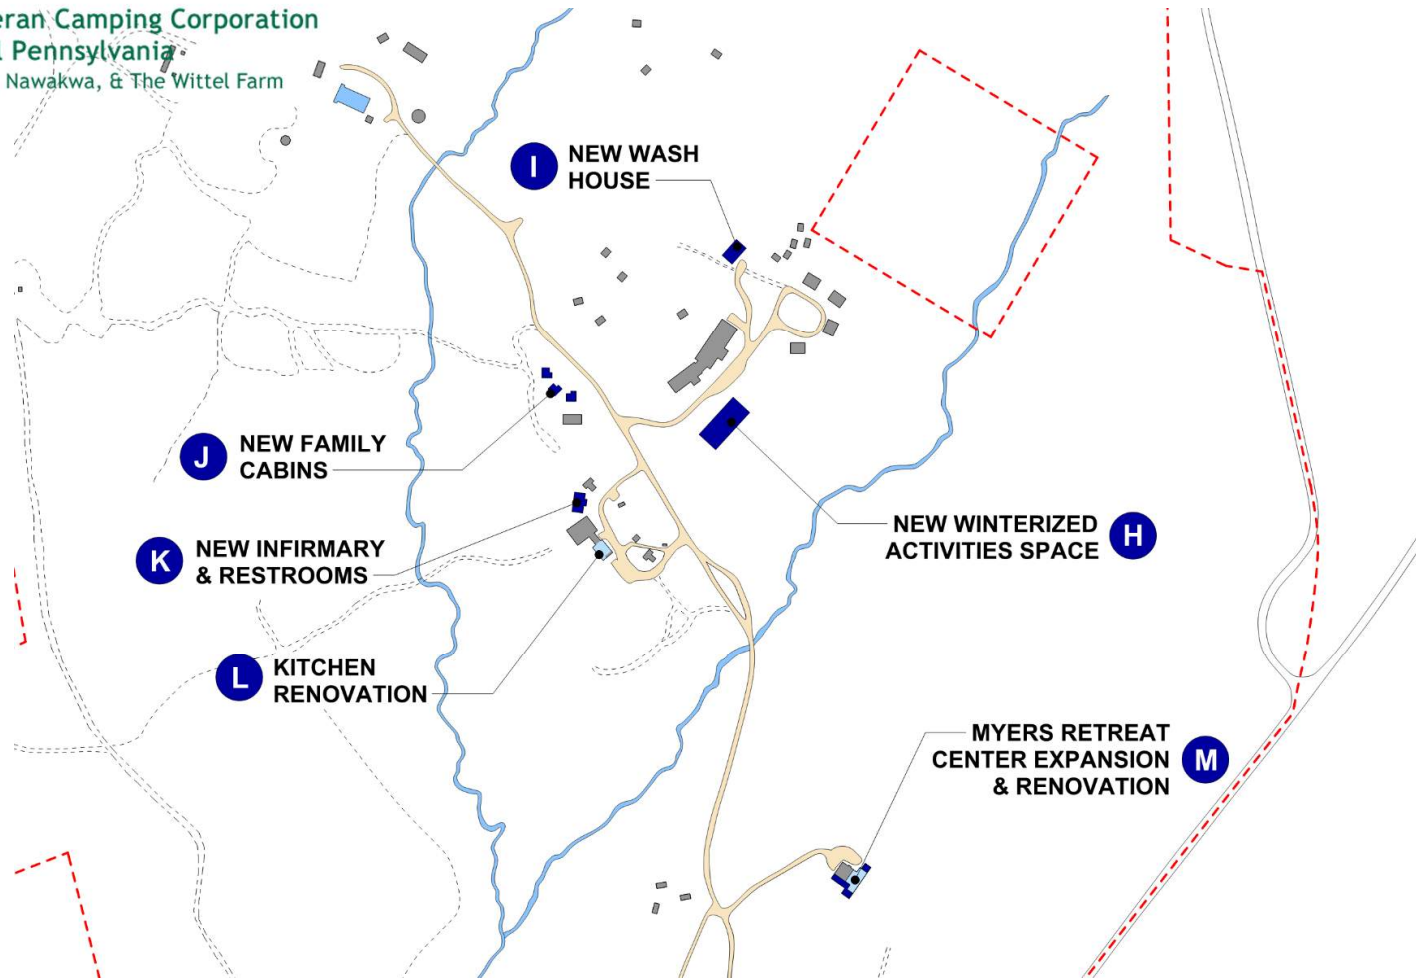 eran Camping Corporation
l Pennsylvania
Nawakwa, & The Wittel Farm
I
NEW WASH
HOUSE
J
NEW FAMILY
CABINS
K
NEW INFIRMARY
& RESTROOMS
NEW WINTERIZED
ACTIVITIES SPACE
H
L
KITCHEN
RENOVATION
MYERS RETREAT
CENTER EXPANSION
& RENOVATION
M